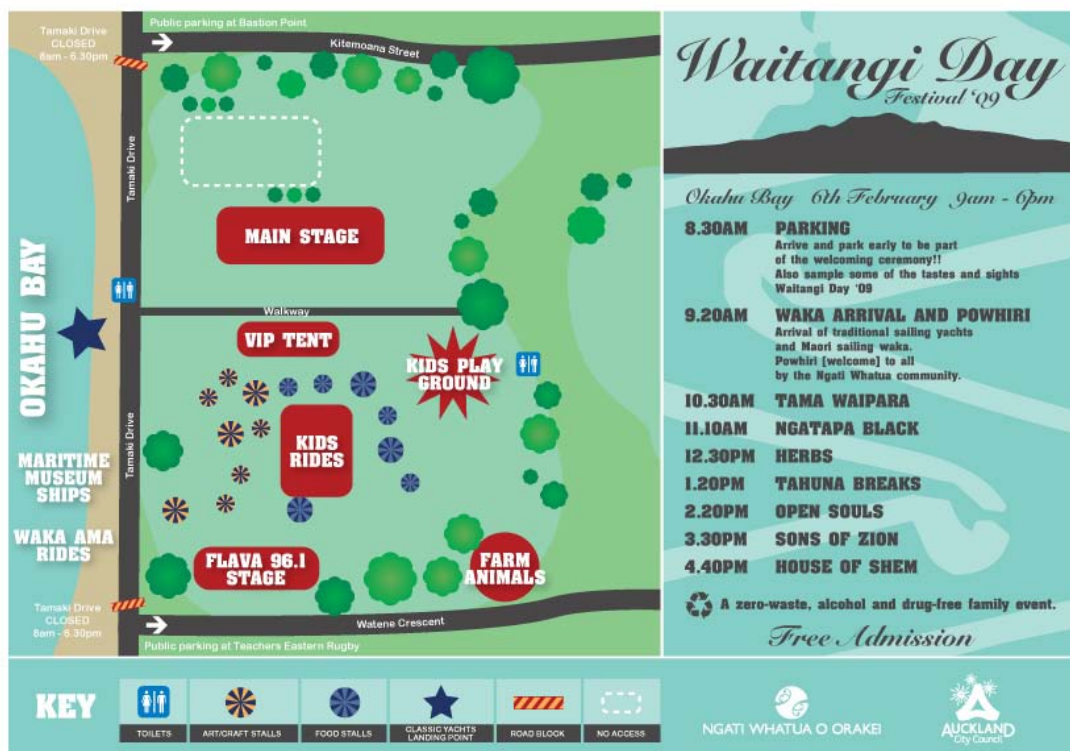 Public parking at Bastion Point
Tamaki Drive
CLOSED
6am - 6.30pm
Kitemoana Street
Tamaki Drive
MAIN STAGE
OKAHU BAY
Walkway
VIP TENT
KIDS PLAY
GROUND
KIDS
RIDES
Tamaki Drive
MARITIME
MUSEUM
SHIPS
WAKA AMA
RIDES
FLAVA 96.1
STAGE
FARM
ANIMALS
Tamaki Drive
CLOSED
6am - 6.30pm
Watene Crescent
Public parking at Teachers Eastern Rugby
Waitangi Day
Festival '09
Okahu Bay 6th February 9am - 6pm
8.30AM PARKING
Arrive and park early to be part
of the welcoming ceremony!!
Also sample some of the tastes and sights
Waitangi Day '09
9.20AM WAKA ARRIVAL AND POWHIRI
Arrival of traditional sailing yachts
and Maori sailing waka.
Powhiri [welcome] to all
by the Ngati Whatua community.
10.30AM TAMA WAIPARA
11.10AM NGATAPA BLACK
12.30PM HERBS
1.20PM TAHUNA BREAKS
2.20PM OPEN SOULS
3.30PM SONS OF ZION
4.40PM HOUSE OF SHEM
A zero-waste, alcohol and drug-free family event.
Free Admission
KEY
TOILETS
ART/CRAFT STALLS
FOOD STALLS
CLASSIC YACHTS
LANDING POINT
ROAD BLOCK
NO ACCESS
NGATI WHATUA O ORAKEI
AUCKLAND
City Council